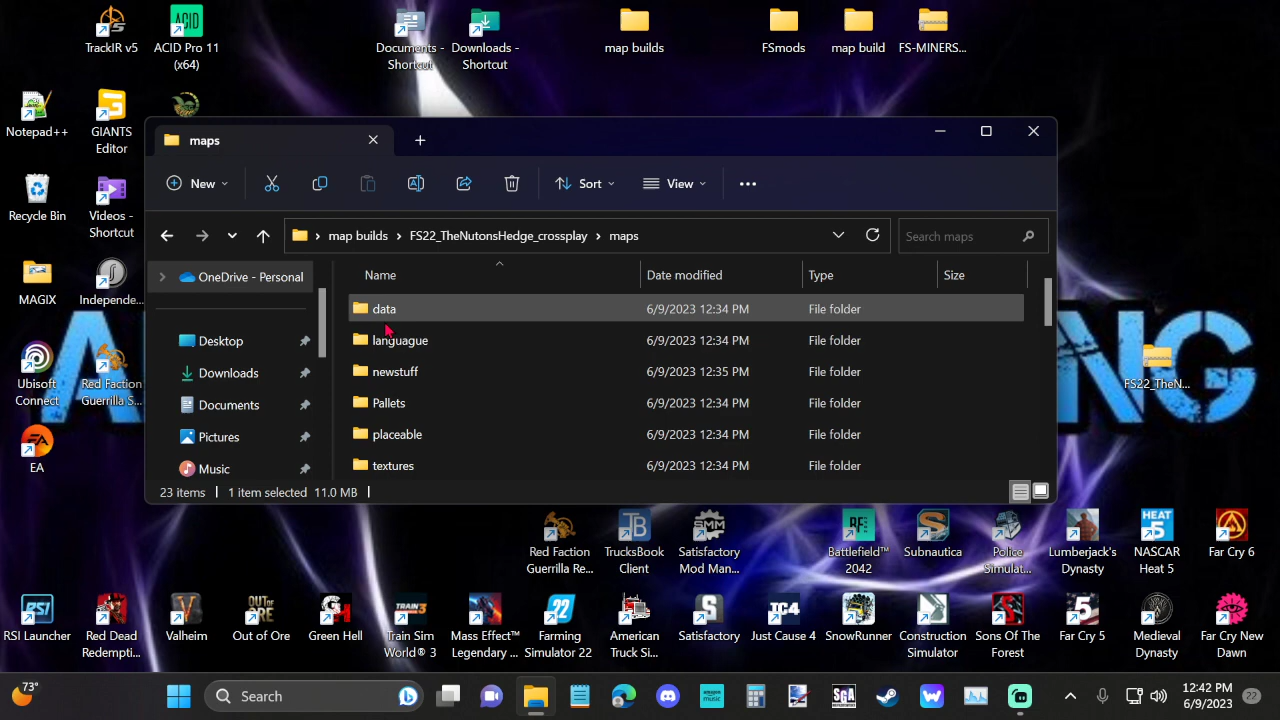 TrackIR v5
ACID
ACID Pro 11
(x64)
Documents -
Shortcut
Downloads -
Shortcut
map builds
FSmods
map build
FS-MINERS...
Notepad++
GIANTS
Editor
Recycle Bin
Videos -
Shortcut
MAGIX
Independe...
Ubisoft
Connect
Red Faction
Guerrilla S...
EA
maps
New
Sort
View
map builds
FS22_TheNutonsHedge_crossplay
maps
Search maps
OneDrive - Personal
Desktop
Downloads
Documents
Pictures
Music
Name
Date modified
Type
Size
data 6/9/2023 12:34 PM File folder
languague 6/9/2023 12:34 PM File folder
newstuff 6/9/2023 12:35 PM File folder
Pallets 6/9/2023 12:34 PM File folder
placeable 6/9/2023 12:34 PM File folder
textures 6/9/2023 12:34 PM File folder
23 items
1 item selected 11.0 MB
FS22_TheN...
NG
Red Faction
Guerrilla Re...
TrucksBook
Client
Satisfactory
Mod Man...
Battlefield™
2042
Subnautica
Police
Simulat...
Lumberjack's
Dynasty
NASCAR
Heat 5
Far Cry 6
RSI Launcher
Red Dead
Redempti...
Valheim
Out of Ore
Green Hell
Train Sim
World® 3
Mass Effect™
Legendary ...
Farming
Simulator 22
American
Truck Si...
Satisfactory
Just Cause 4
SnowRunner
Construction
Simulator
Sons Of The
Forest
Far Cry 5
Medieval
Dynasty
Far Cry New
Dawn
73°
Search
12:42 PM
6/9/2023
22